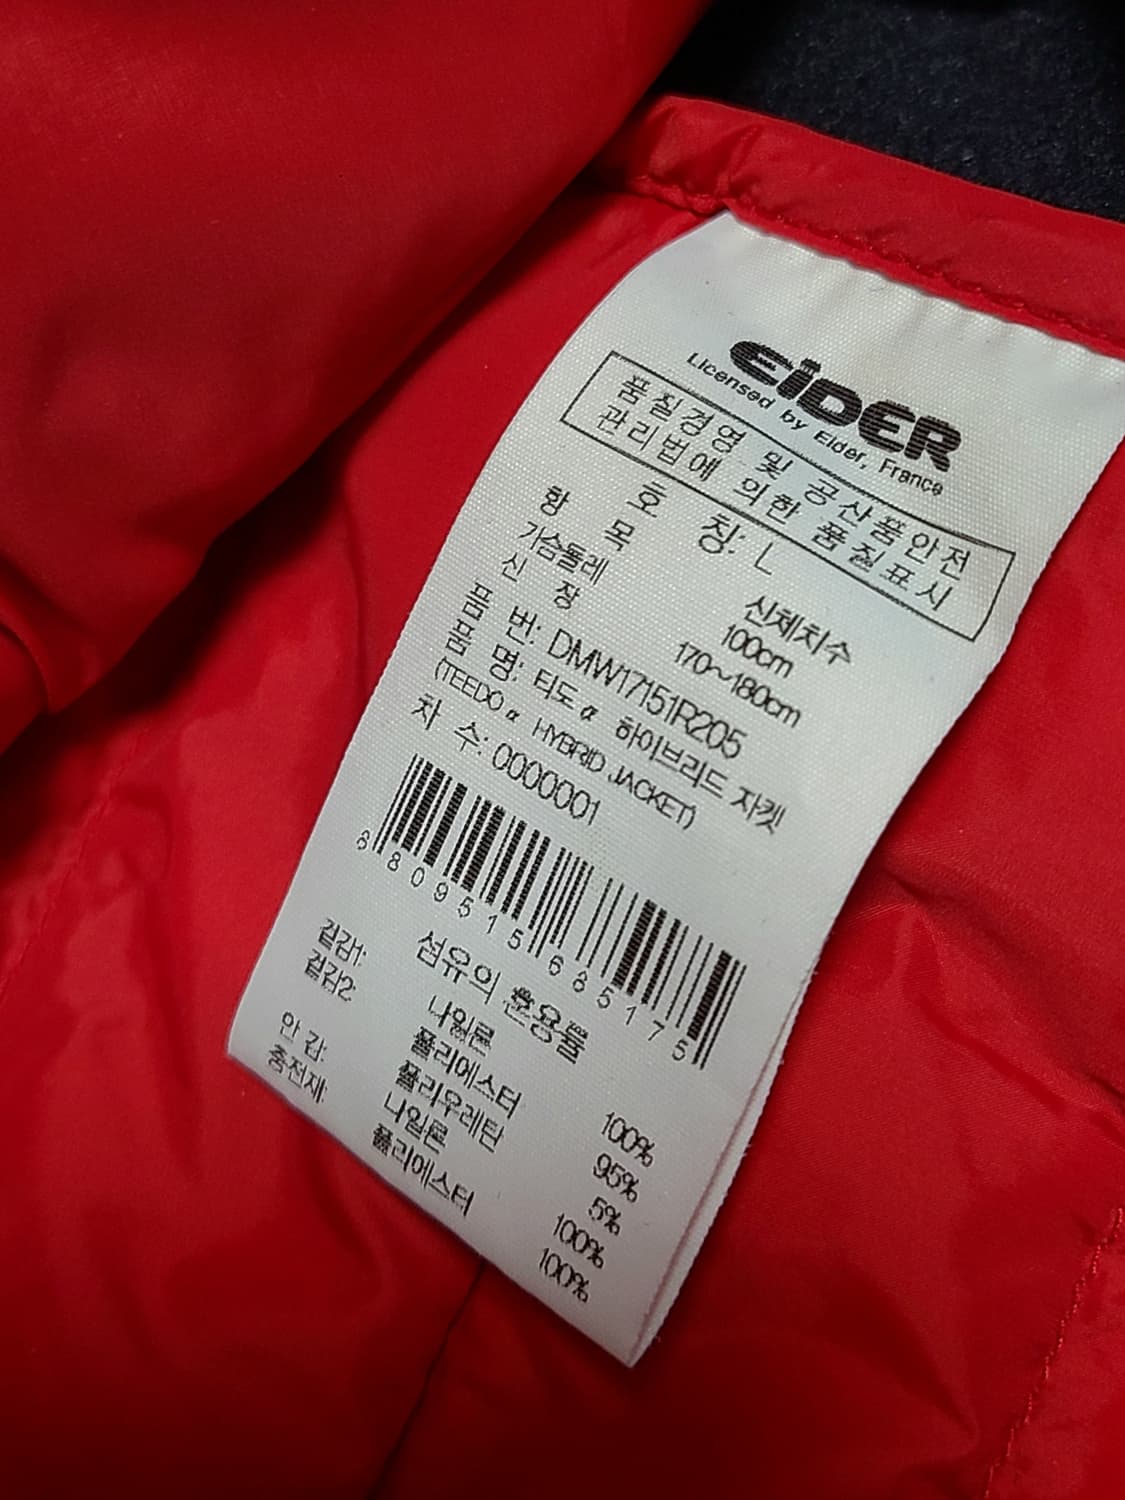 EiDER
Licensed by Eider, France
품질경영 및 공산품안전
관리법에 의한 품질표시
호 칭: L
항 목 신체치수
가슴둘레 100cm
신 장 170~180cm
품 번: DMW17151R205
품 명: 티도 α 하이브리드 자켓
(TEEDO α HYBRID JACKET)
차 수: 0000001
6 809515 685175
섬유의 혼용률
겉감1: 나일론 100%
겉감2: 폴리에스터 95%
폴리우레탄 5%
안 감: 나일론 100%
충전재: 폴리에스터 100%